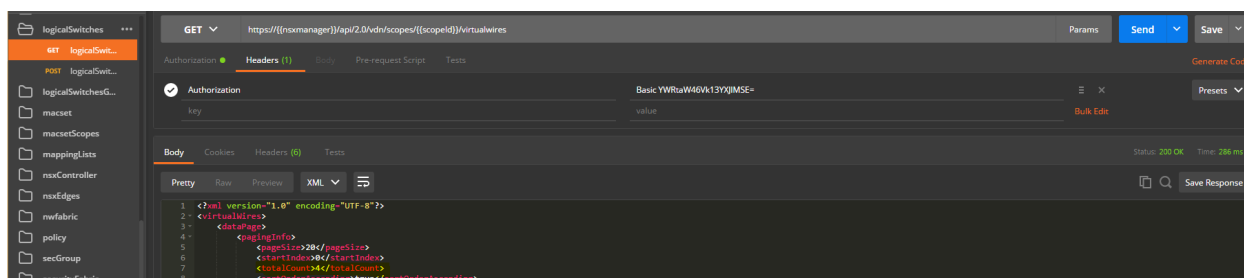 logicalSwitches
GET logicalSwit...
POST logicalSwit...
logicalSwitchesG...
macset
macsetScopes
mappingLists
nsxController
nsxEdges
nwfabric
policy
secGroup
GET https://{{nsxmanager}}/api/2.0/vdn/scopes/{{scopeId}}/virtualwires Params Send Save
Authorization Headers (1) Body Pre-request Script Tests Generate Cod
Authorization Basic YWRtaW46Vk13YXJlMSE= Presets
key value Bulk Edit
Body Cookies Headers (6) Tests Status: 200 OK Time: 286 ms
Pretty Raw Preview XML Save Response
1 <?xml version="1.0" encoding="UTF-8"?>
2 <virtualWires>
3 <dataPage>
4 <pagingInfo>
5 <pageSize>20</pageSize>
6 <startIndex>0</startIndex>
7 <totalCount>4</totalCount>